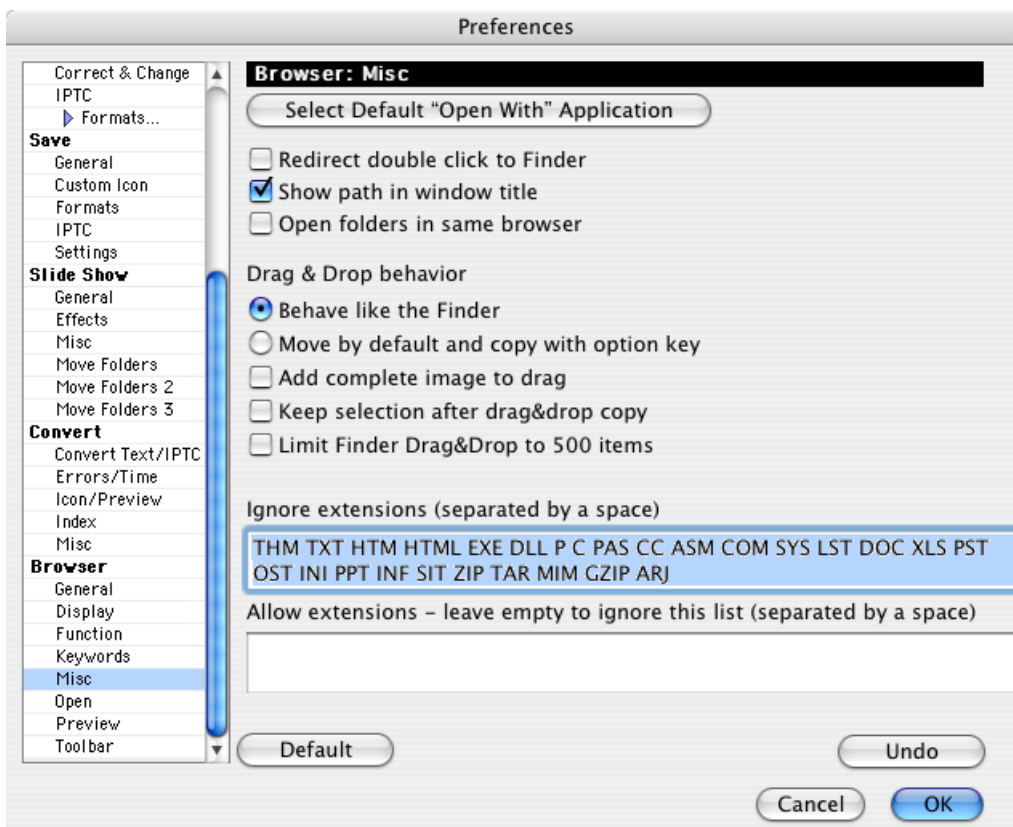 Preferences
Correct & Change
IPTC
Formats...
Save
General
Custom Icon
Formats
IPTC
Settings
Slide Show
General
Effects
Misc
Move Folders
Move Folders 2
Move Folders 3
Convert
Convert Text/IPTC
Errors/Time
Icon/Preview
Index
Misc
Browser
General
Display
Function
Keywords
Misc
Open
Preview
Toolbar
Browser: Misc
Select Default “Open With” Application
Redirect double click to Finder
Show path in window title
Open folders in same browser
Drag & Drop behavior
Behave like the Finder
Move by default and copy with option key
Add complete image to drag
Keep selection after drag&drop copy
Limit Finder Drag&Drop to 500 items
Ignore extensions (separated by a space)
THM TXT HTM HTML EXE DLL P C PAS CC ASM COM SYS LST DOC XLS PST
OST INI PPT INF SIT ZIP TAR MIM GZIP ARJ
Allow extensions – leave empty to ignore this list (separated by a space)
Default
Undo
Cancel
OK